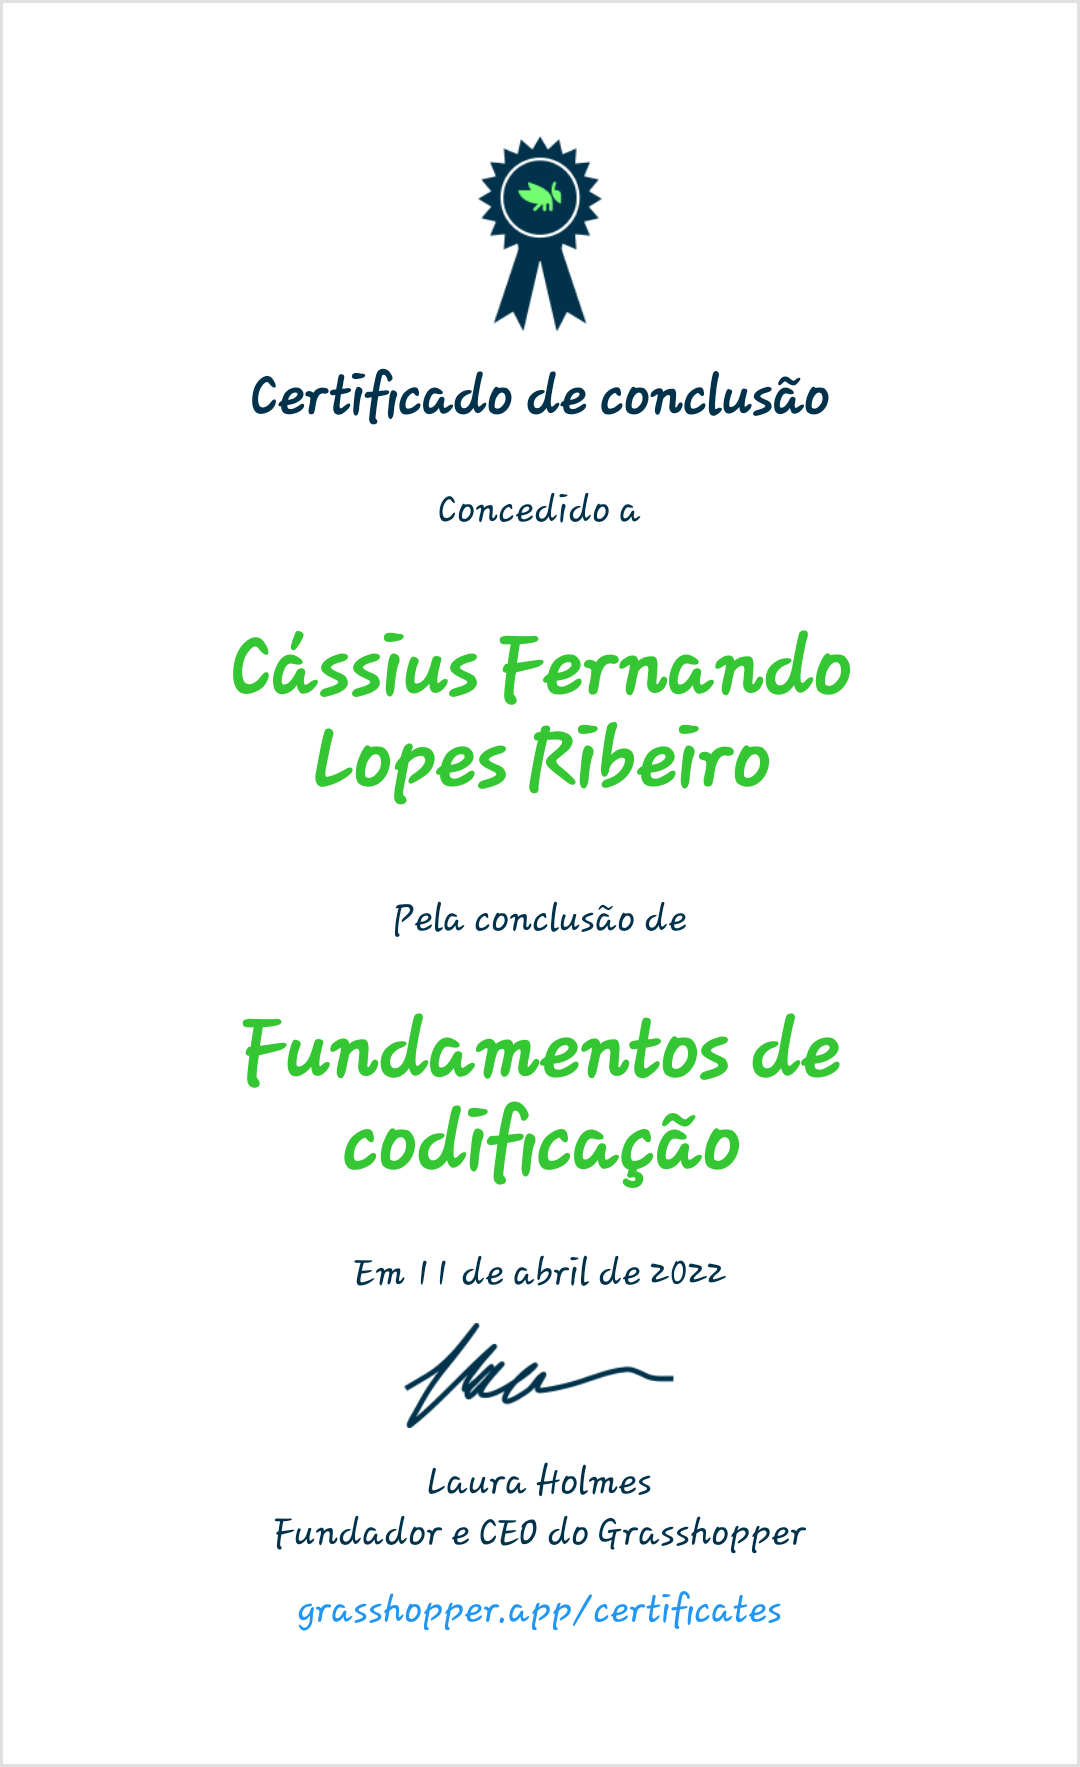 Certificado de conclusão
Concedido a
Cássius Fernando
Lopes Ribeiro
Pela conclusão de
Fundamentos de
codificação
Em 11 de abril de 2022
Laura Holmes
Fundador e CEO do Grasshopper
grasshopper.app/certificates